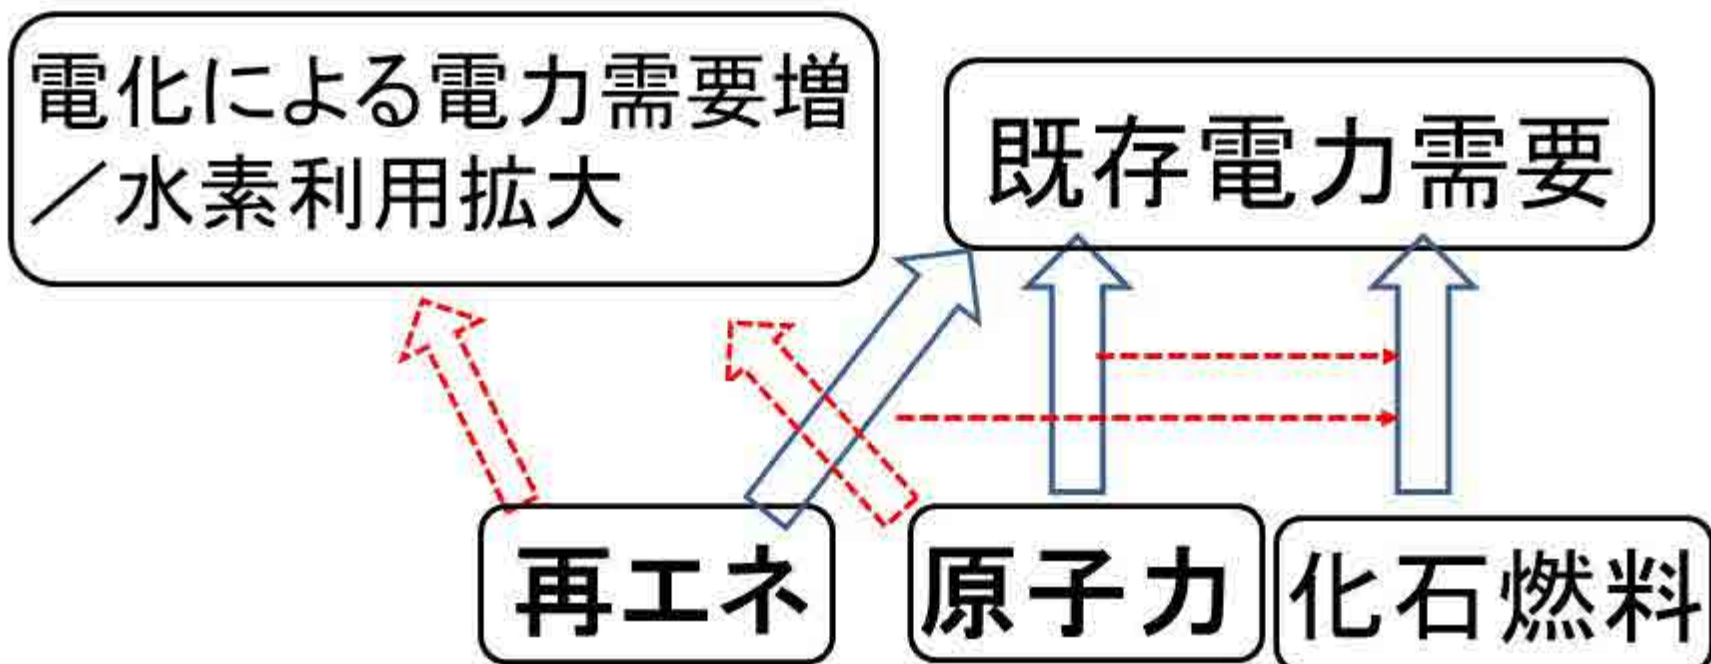 電化による電力需要増
／水素利用拡大
既存電力需要
再エネ
原子力
化石燃料